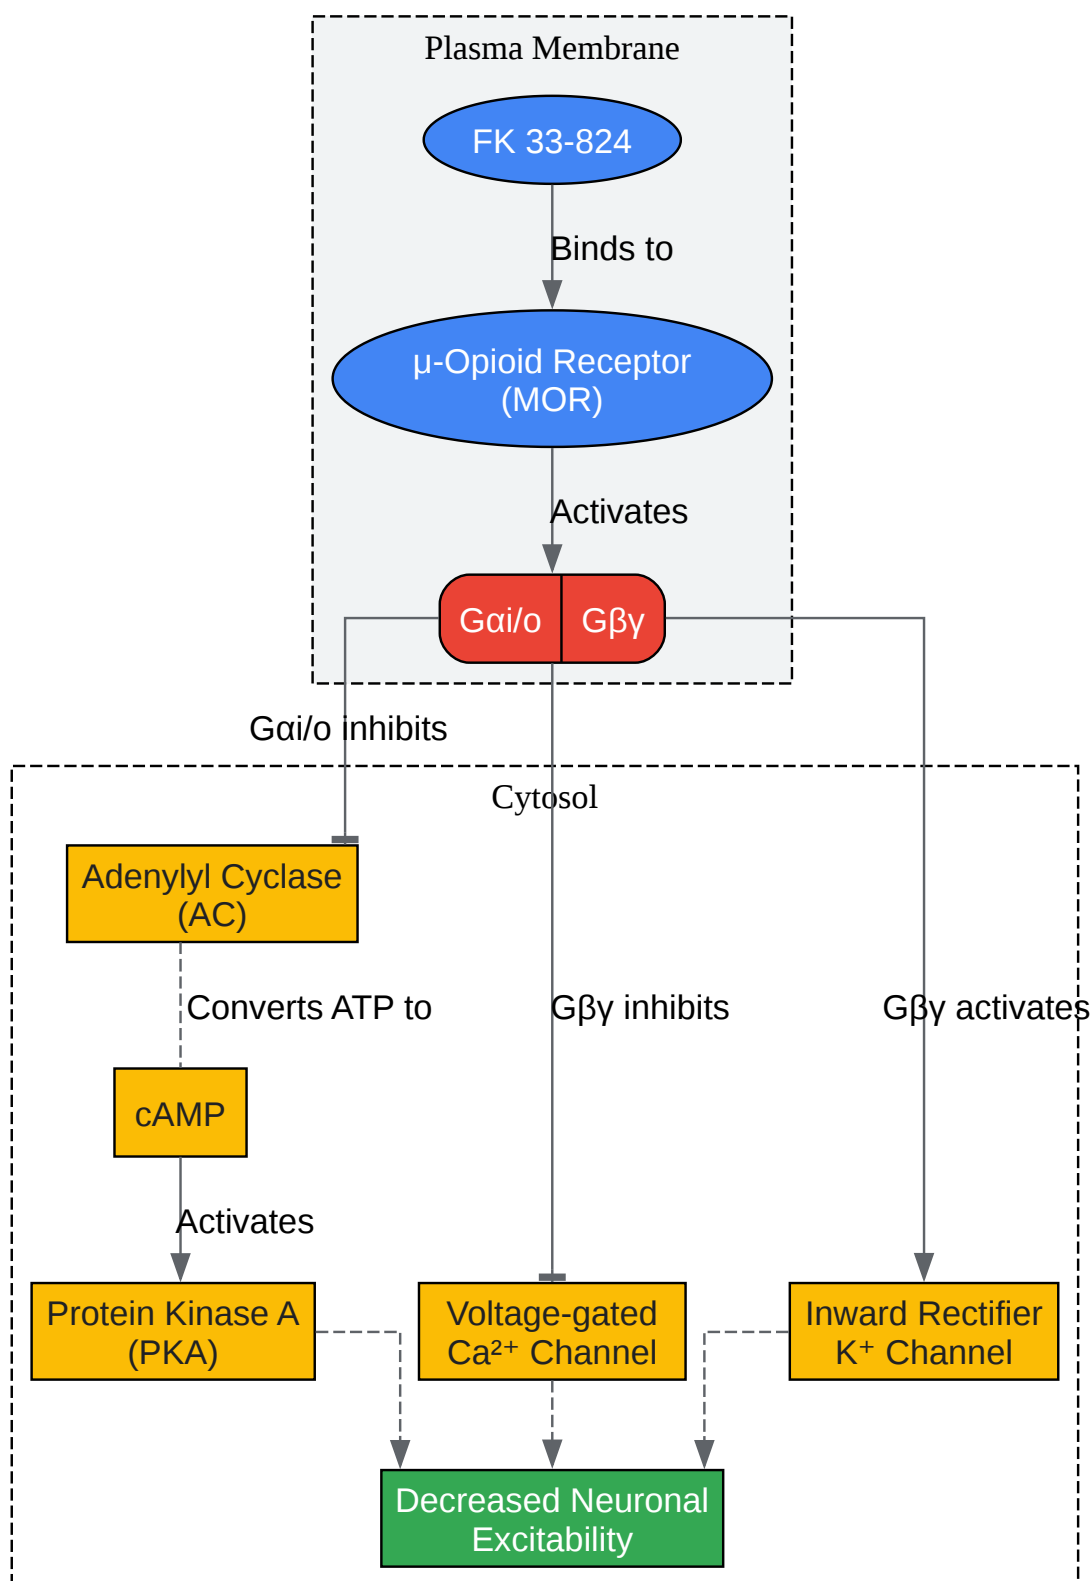 Plasma Membrane
FK 33-824
Binds to
μ-Opioid Receptor
(MOR)
Activates
Gαi/o
Gβγ
Gαi/o inhibits
Cytosol
Adenylyl Cyclase
(AC)
Converts ATP to
Gβγ inhibits
Gβγ activates
cAMP
Activates
Protein Kinase A
(PKA)
Voltage-gated
Ca²⁺ Channel
Inward Rectifier
K⁺ Channel
Decreased Neuronal
Excitability